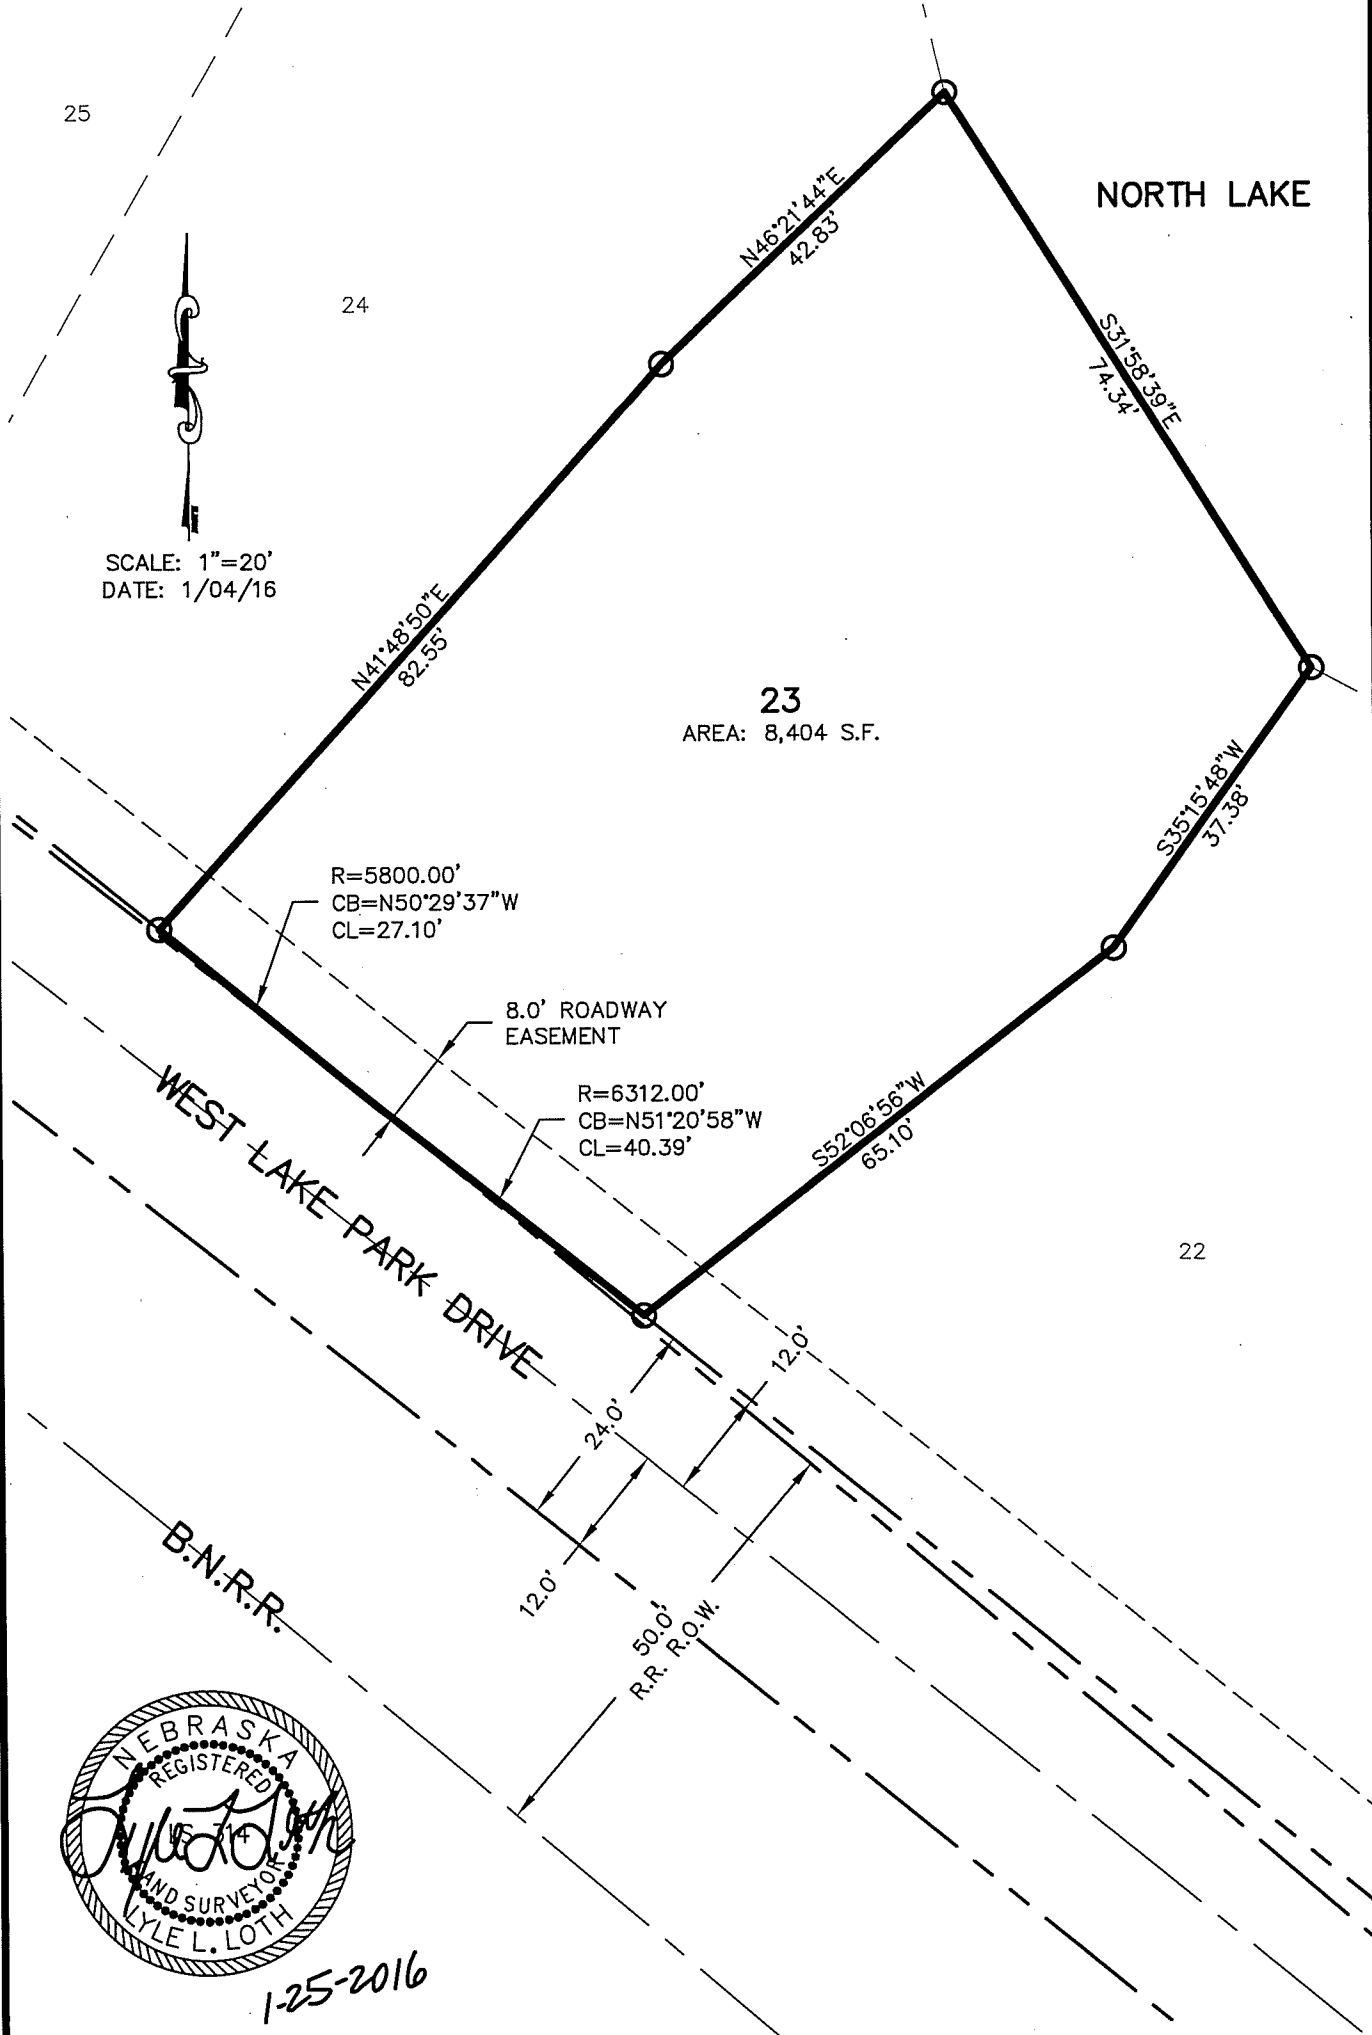 25
NORTH LAKE
N46°21'44"E
42.83'
24
S31°58'39"E
74.34'
SCALE: 1"=20'
DATE: 1/04/16
N41°48'50"E
82.55'
23
AREA: 8,404 S.F.
S35°15'48"W
37.38'
R=5800.00'
CB=N50°29'37"W
CL=27.10'
8.0' ROADWAY
EASEMENT
R=6312.00'
CB=N51°20'58"W
CL=40.39'
S52°06'56"W
65.10'
WEST LAKE PARK DRIVE
22
12.0'
24.0'
12.0'
50.0'
R.R. R.O.W.
B.N.R.R.
NEBRASKA
REGISTERED
LS 314
LAND SURVEYOR
LYLE L. LOTH
1-25-2016